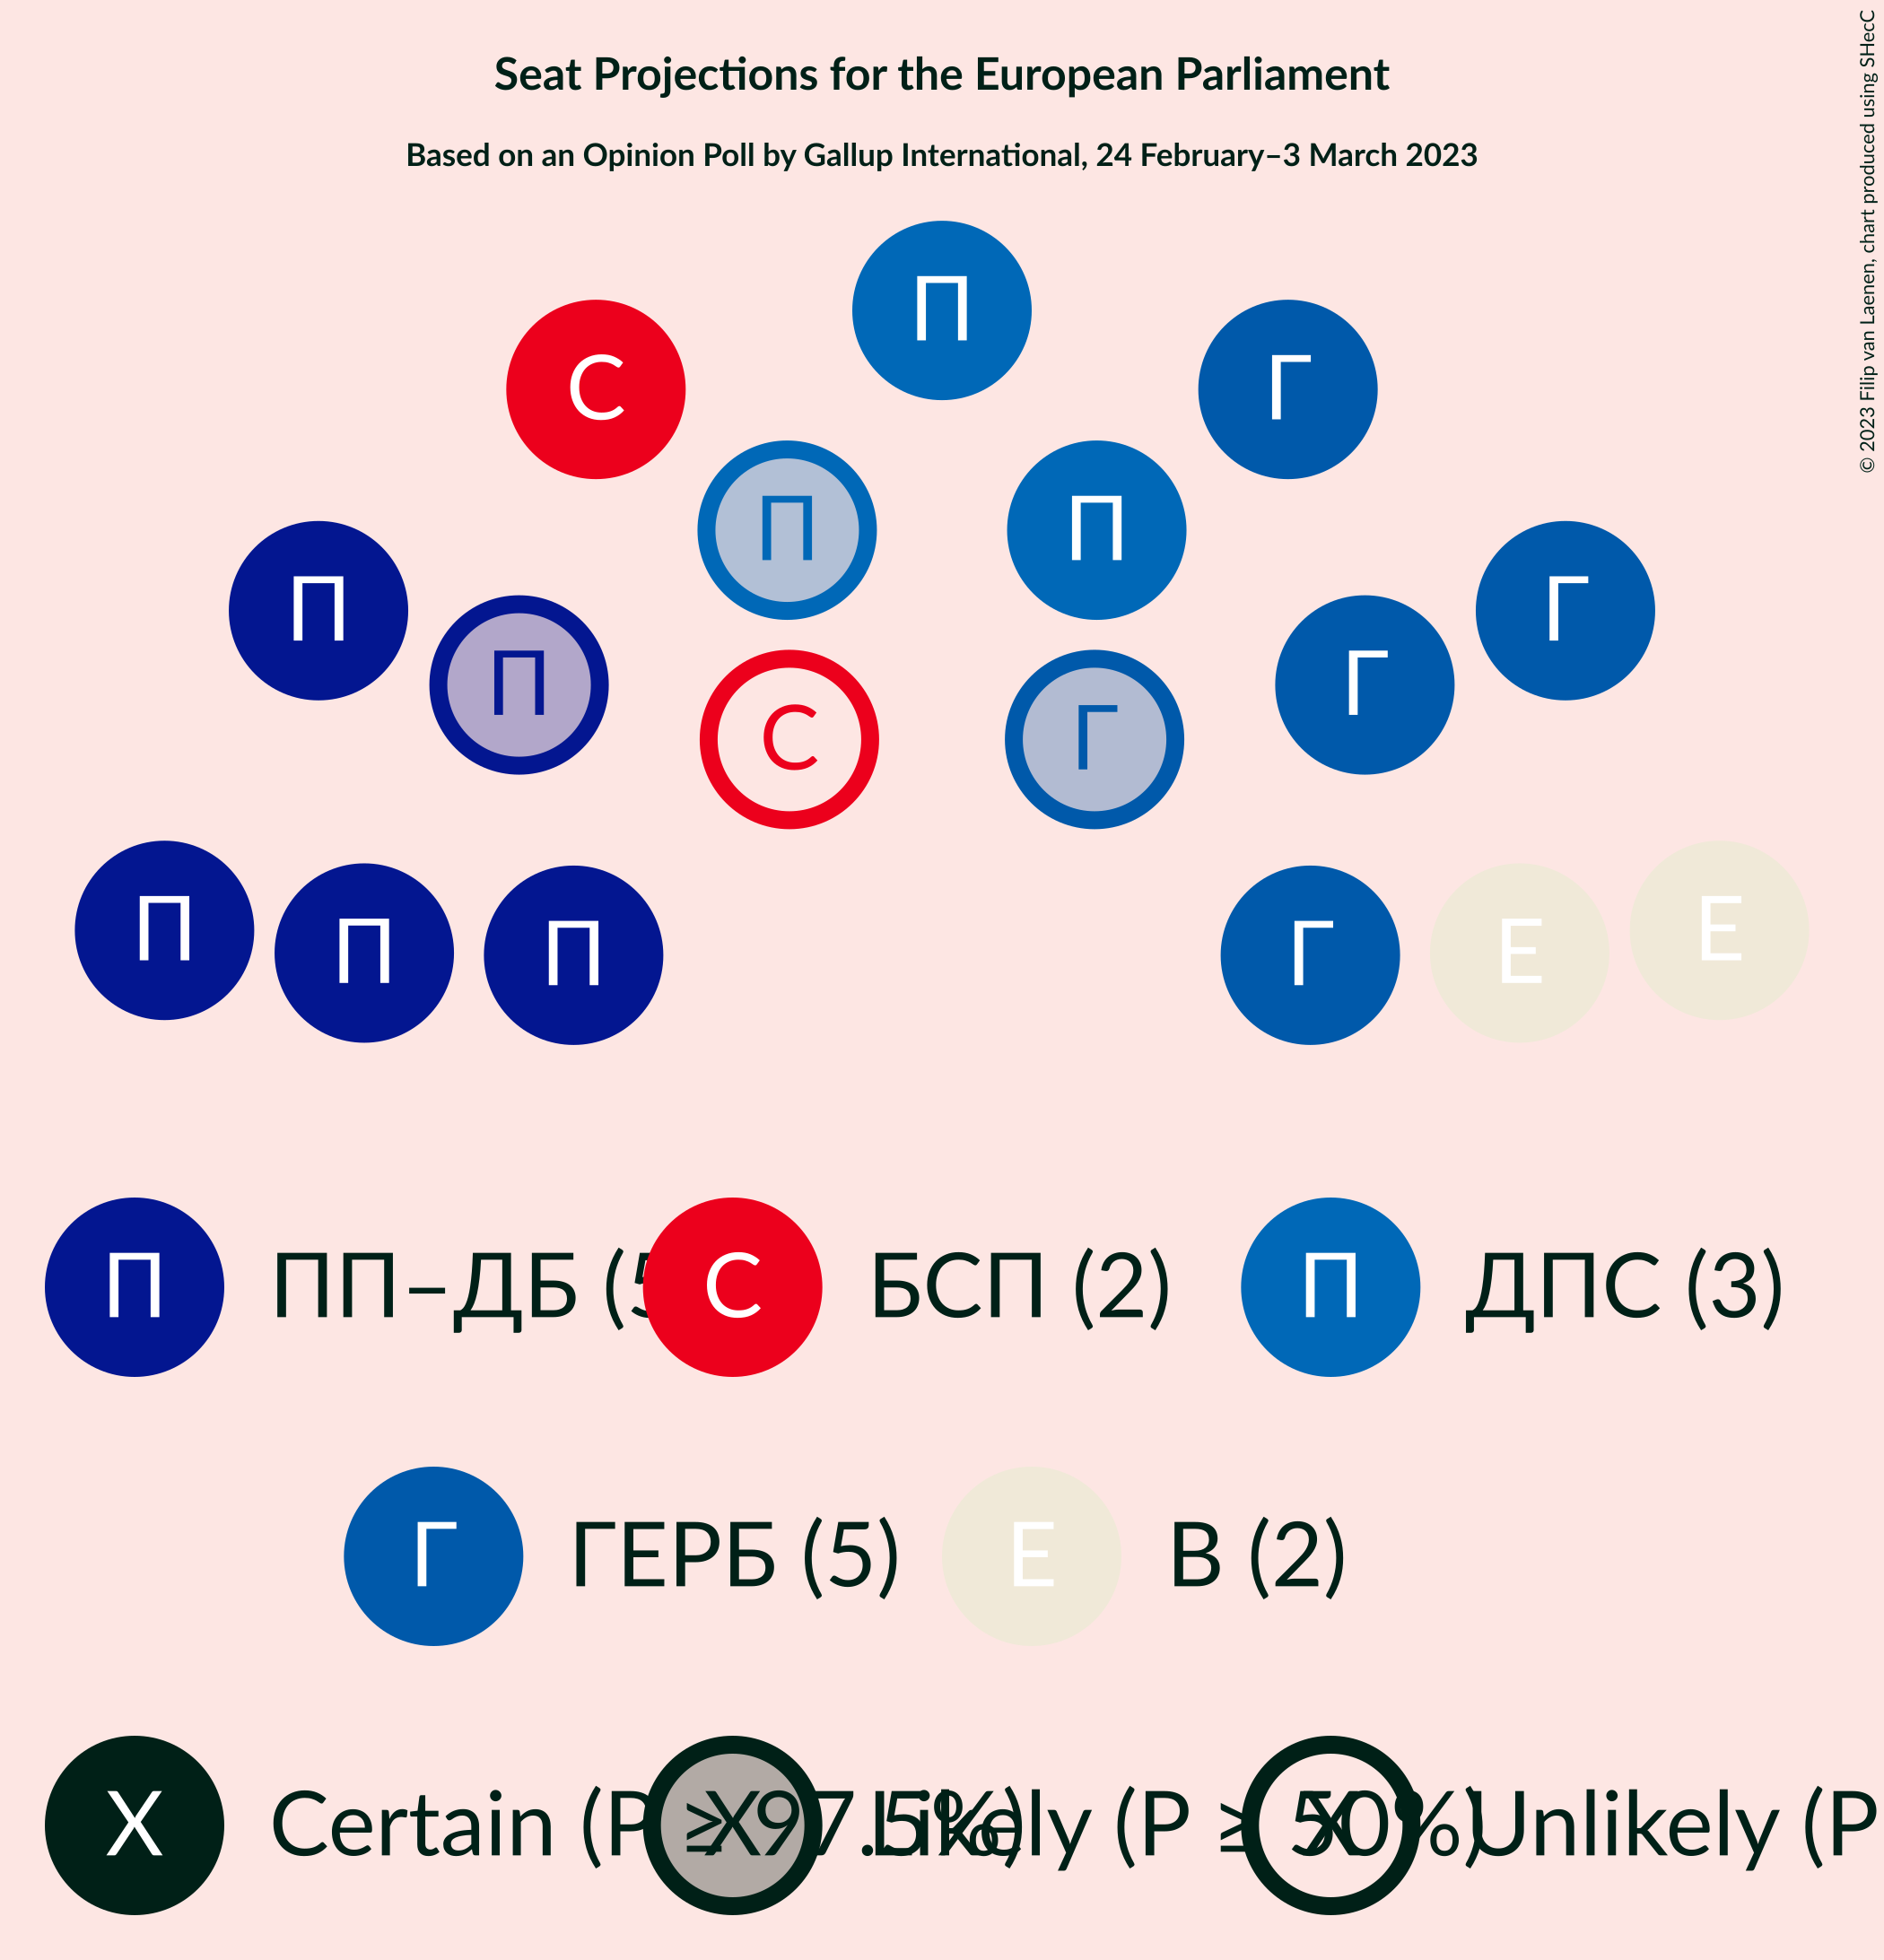 Seat Projections for the European Parliament
Based on an Opinion Poll by Gallup International, 24 February–3 March 2023
© 2023 Filip van Laenen, chart produced using SHecC
П
С
Г
П
П
П
Г
П
Г
С
Г
П
Е
П
П
Г
Е
П ПП–ДБ (5
С БСП (2)
П ДПС (3)
Г ГЕРБ (5)
Е В (2)
X Certain (P ≥ 97.5%)
X Likely (P ≥ 50%)
X Unlikely (P